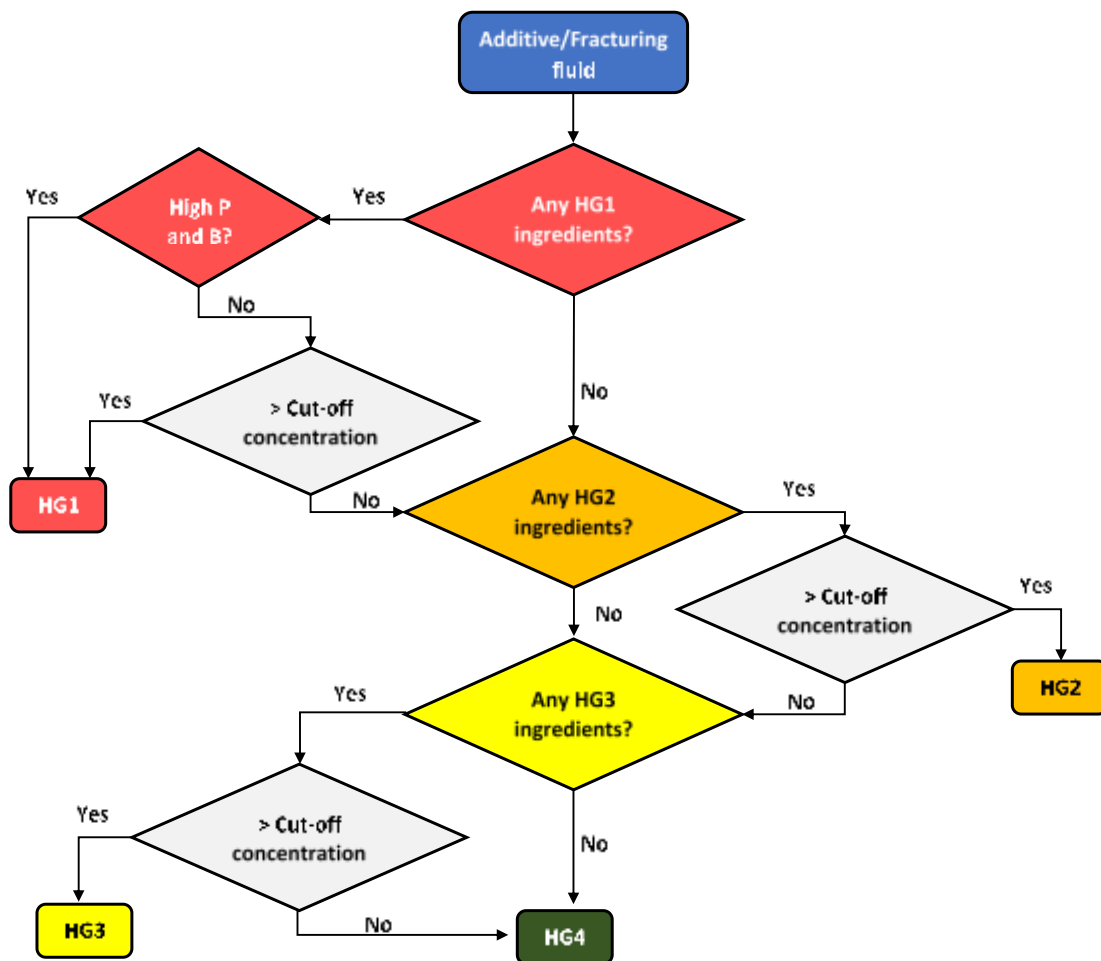 Additive/Fracturing
fluid
Any HG1
ingredients?
Yes
High P
and B?
Yes
No
> Cut-off
concentration
Yes
HG1
No
No
Any HG2
ingredients?
Yes
> Cut-off
concentration
Yes
HG2
No
No
Any HG3
ingredients?
Yes
> Cut-off
concentration
Yes
HG3
No
No
HG4